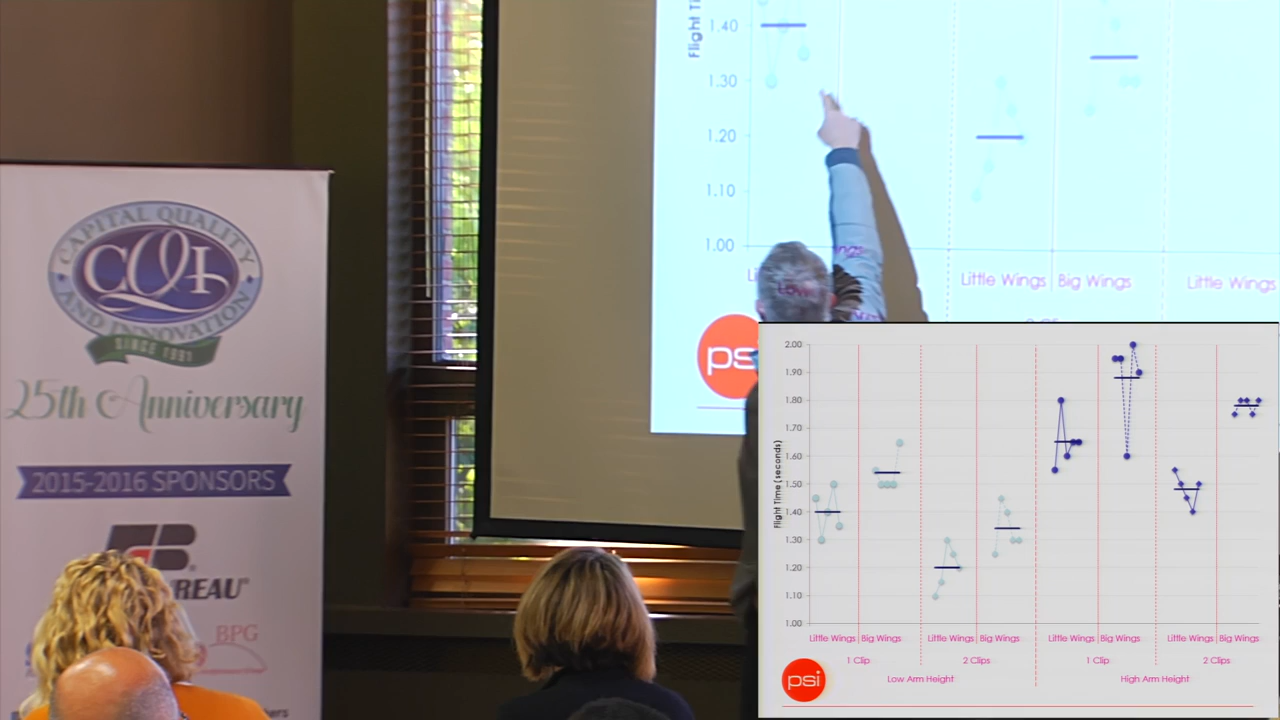 CAPITAL QUALITY
CQI
AND INNOVATION
SINCE 1991
25th Anniversary
2015-2016 SPONSORS
BPG
1.40
1.30
1.20
1.10
1.00
Little Wings
Big Wings
Little Wings
psi
Flight Time (seconds)
2.00
1.90
1.80
1.70
1.60
1.50
1.40
1.30
1.20
1.10
1.00
Little Wings Big Wings Little Wings Big Wings Little Wings Big Wings Little Wings Big Wings
1 Clip 2 Clips 1 Clip 2 Clips
Low Arm Height High Arm Height
psi